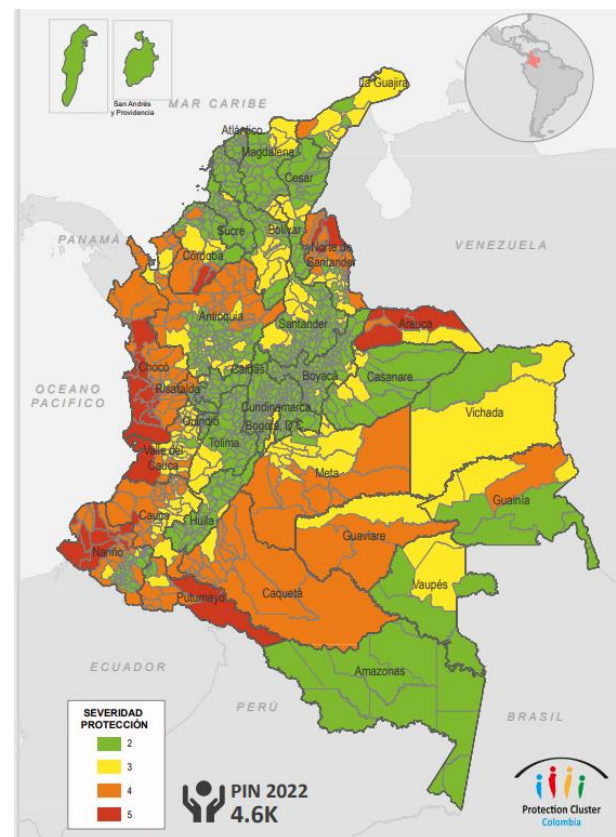 San Andrés
y Providencia
MAR CARIBE
La Guajira
Atlántico
Magdalena
Cesar
PANAMÁ
Sucre
Bolívar
Córdoba
Norte de
Santander
VENEZUELA
Antioquia
Santander
Arauca
Chocó
Caldas
Boyacá
Casanare
OCEANO
PACIFICO
Risaralda
Cundinamarca
Vichada
Quindío
Bogotá, D.C.
Tolima
Valle del
Cauca
Meta
Guainía
Cauca
Huila
Guaviare
Nariño
Vaupés
Caquetá
Putumayo
Amazonas
ECUADOR
PERÚ
BRASIL
SEVERIDAD
PROTECCIÓN
2
3
4
5
PIN 2022
4.6K
Protection Cluster
Colombia